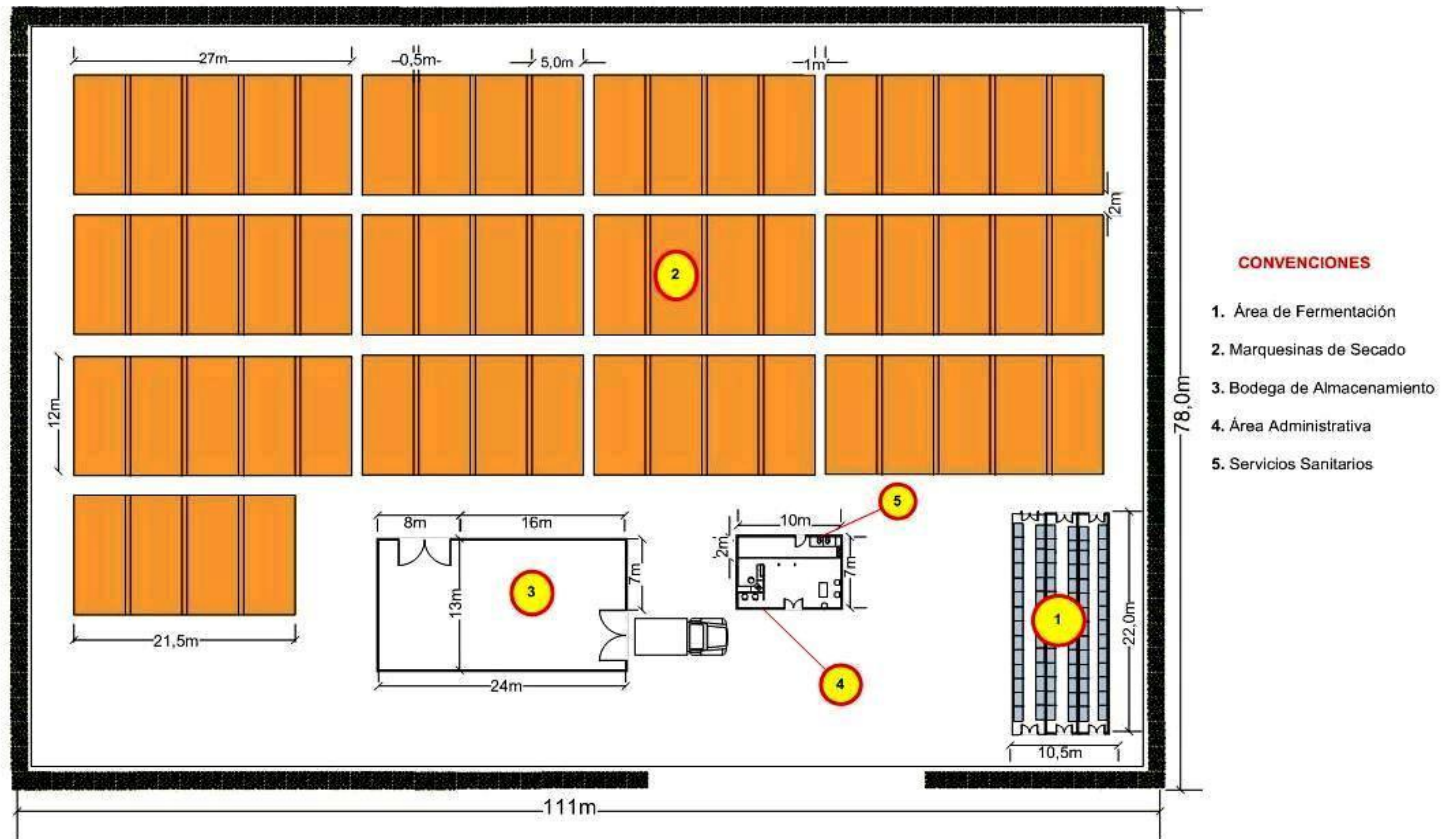 27m
0,5m
5,0m
1m
2m
2
12m
78,0m
CONVENCIONES
1. Área de Fermentación
2. Marquesinas de Secado
3. Bodega de Almacenamiento
4. Área Administrativa
5. Servicios Sanitarios
21,5m
8m
16m
7m
13m
3
24m
5
10m
2m
7m
4
1
22,0m
10,5m
111m